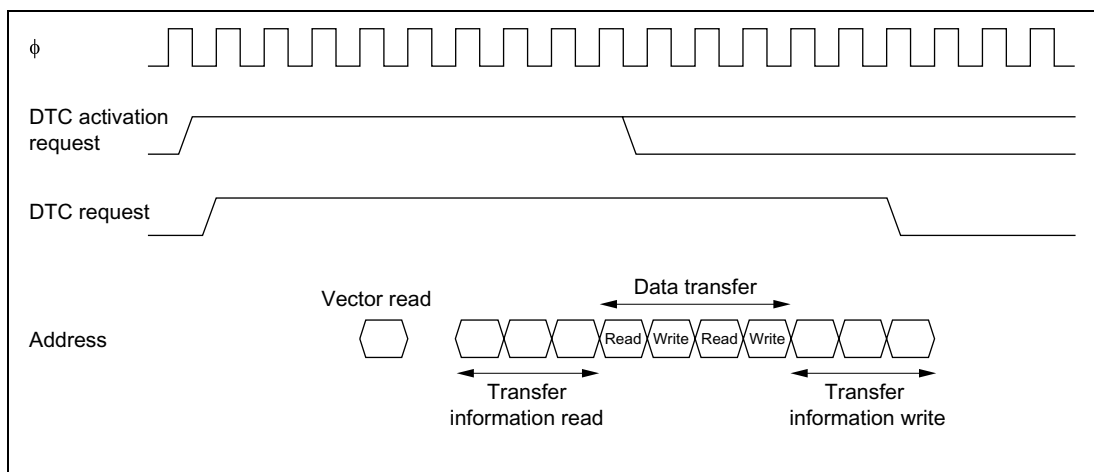 ϕ
DTC activation
request
DTC request
Data transfer
Vector read
Address
Read Write Read Write
Transfer
information read
Transfer
information write